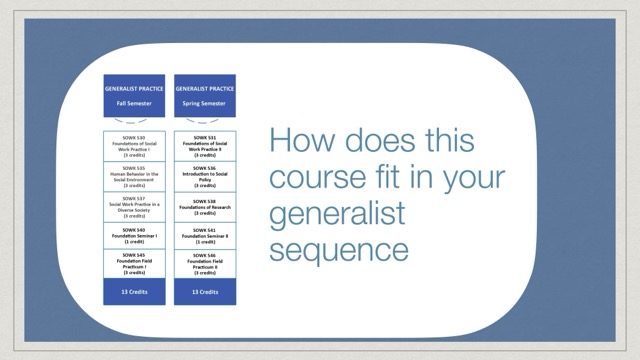 GENERALIST PRACTICE
Fall Semester
SOWK 530
Foundations of Social
Work Practice I
(3 credits)
SOWK 535
Human Behavior in the
Social Environment
(3 credits)
SOWK 537
Social Work Practice in a
Diverse Society
(3 credits)
SOWK 540
Foundation Seminar I
(1 credit)
SOWK 545
Foundation Field
Practicum I
(3 credits)
13 Credits
GENERALIST PRACTICE
Spring Semester
SOWK 531
Foundations of Social
Work Practice II
(3 credits)
SOWK 536
Introduction to Social
Policy
(3 credits)
SOWK 538
Foundations of Research
(3 credits)
SOWK 541
Foundation Seminar II
(1 credit)
SOWK 546
Foundation Field
Practicum II
(3 credits)
13 Credits
How does this
course fit in your
generalist
sequence